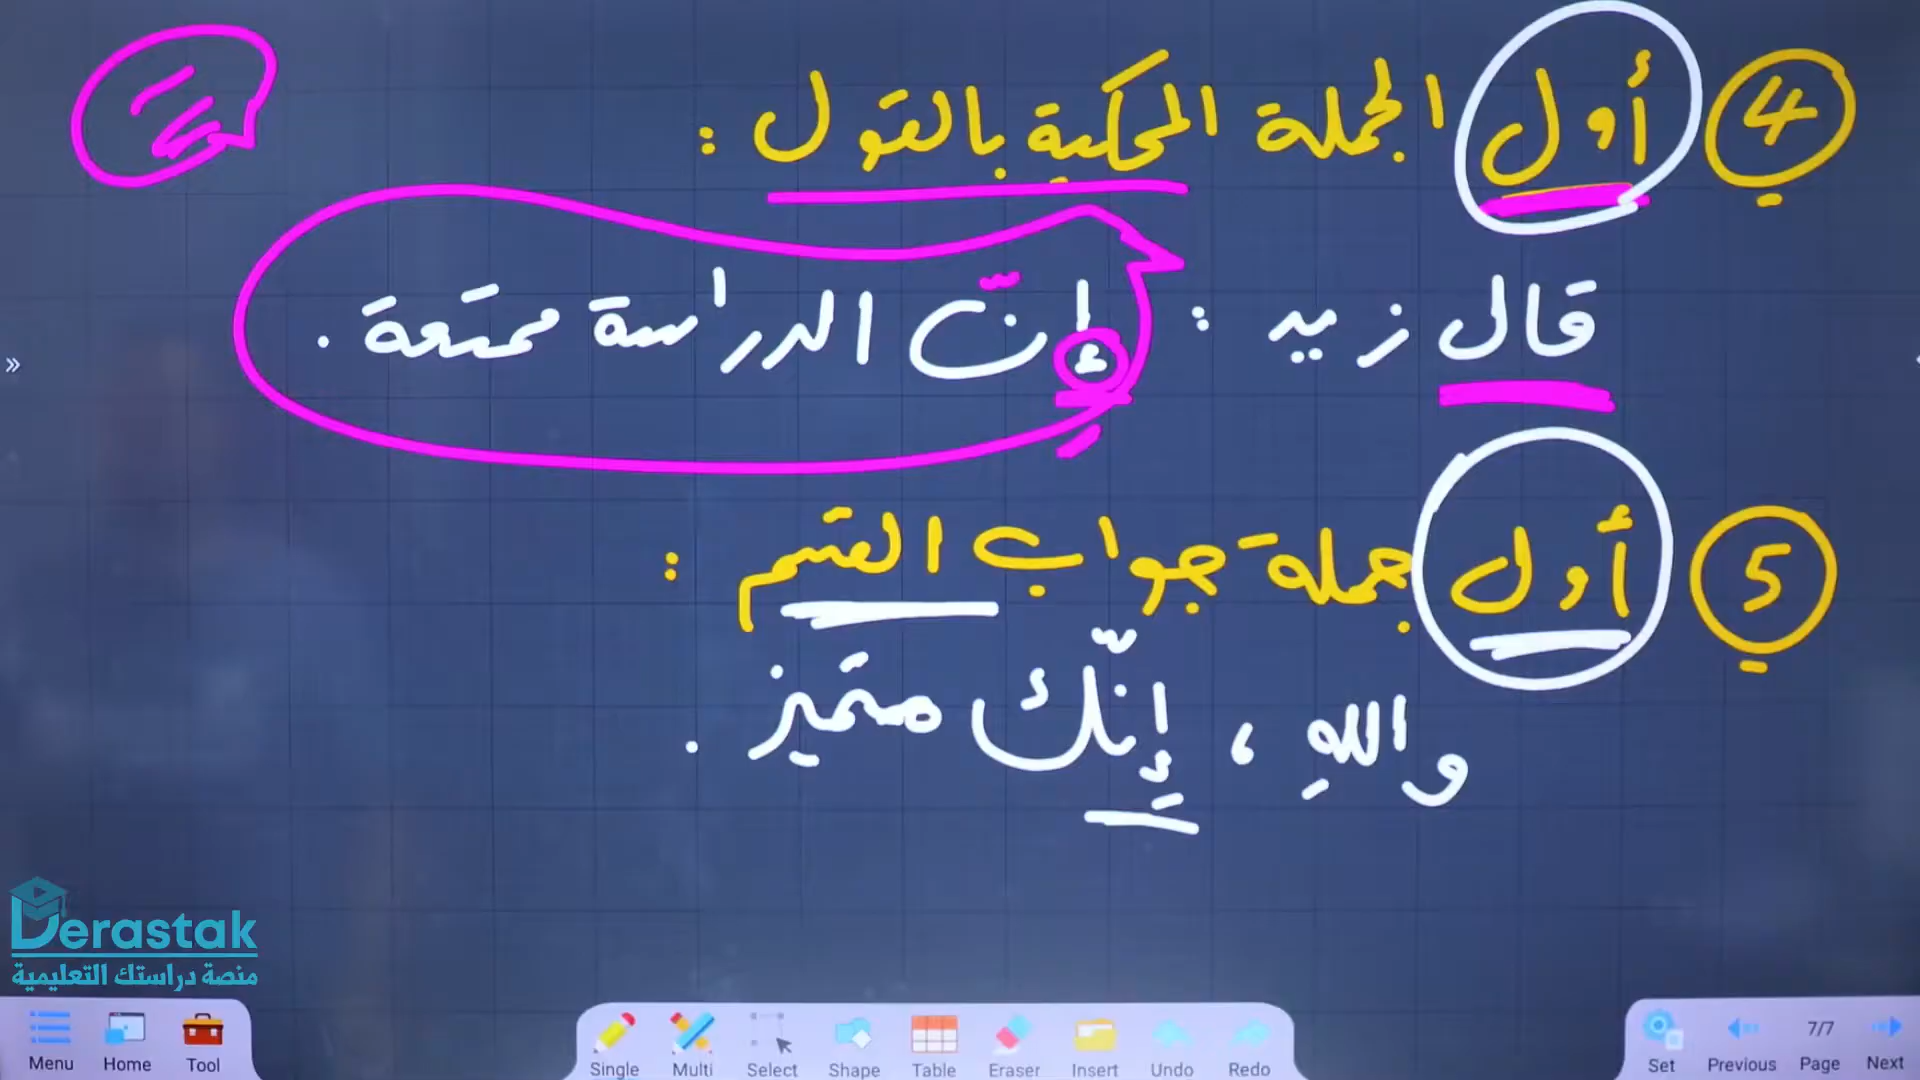 ④ أول الجملة المحكية بالقول :
قال زيد : إنّ الدراسة ممتعة .
⑤ أول جملة جواب القسم :
واللهِ ، إِنّك متميز .
»
Derastak
منصة دراستك التعليمية
Menu Home Tool Single Multi Select Shape Table Eraser Insert Undo Redo Set Previous 7/7 Page Next